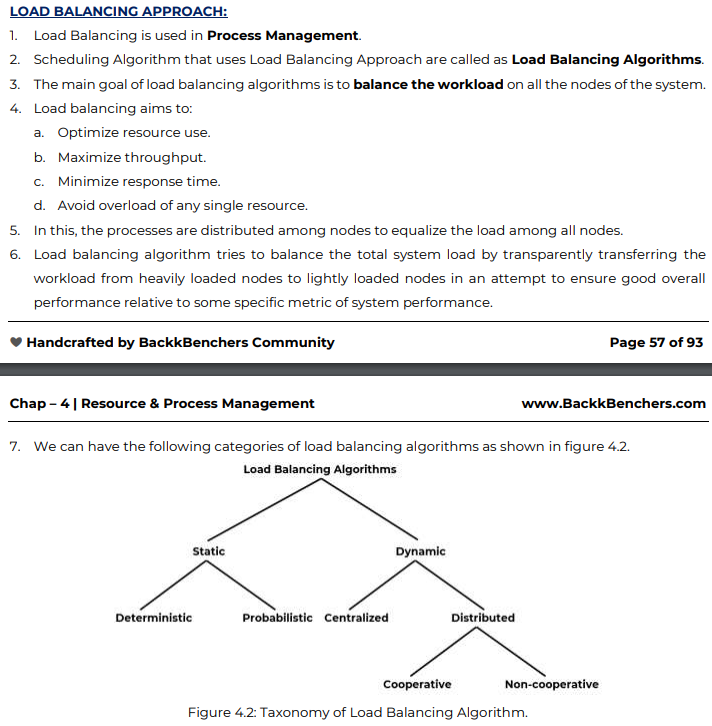 LOAD BALANCING APPROACH:
1. Load Balancing is used in Process Management.
2. Scheduling Algorithm that uses Load Balancing Approach are called as Load Balancing Algorithms.
3. The main goal of load balancing algorithms is to balance the workload on all the nodes of the system.
4. Load balancing aims to:
a. Optimize resource use.
b. Maximize throughput.
c. Minimize response time.
d. Avoid overload of any single resource.
5. In this, the processes are distributed among nodes to equalize the load among all nodes.
6. Load balancing algorithm tries to balance the total system load by transparently transferring the
workload from heavily loaded nodes to lightly loaded nodes in an attempt to ensure good overall
performance relative to some specific metric of system performance.
Handcrafted by BackkBenchers Community Page 57 of 93
Chap – 4 | Resource & Process Management www.BackkBenchers.com
7. We can have the following categories of load balancing algorithms as shown in figure 4.2.
Load Balancing Algorithms
Static Dynamic
Deterministic Probabilistic Centralized Distributed
Cooperative Non-cooperative
Figure 4.2: Taxonomy of Load Balancing Algorithm.